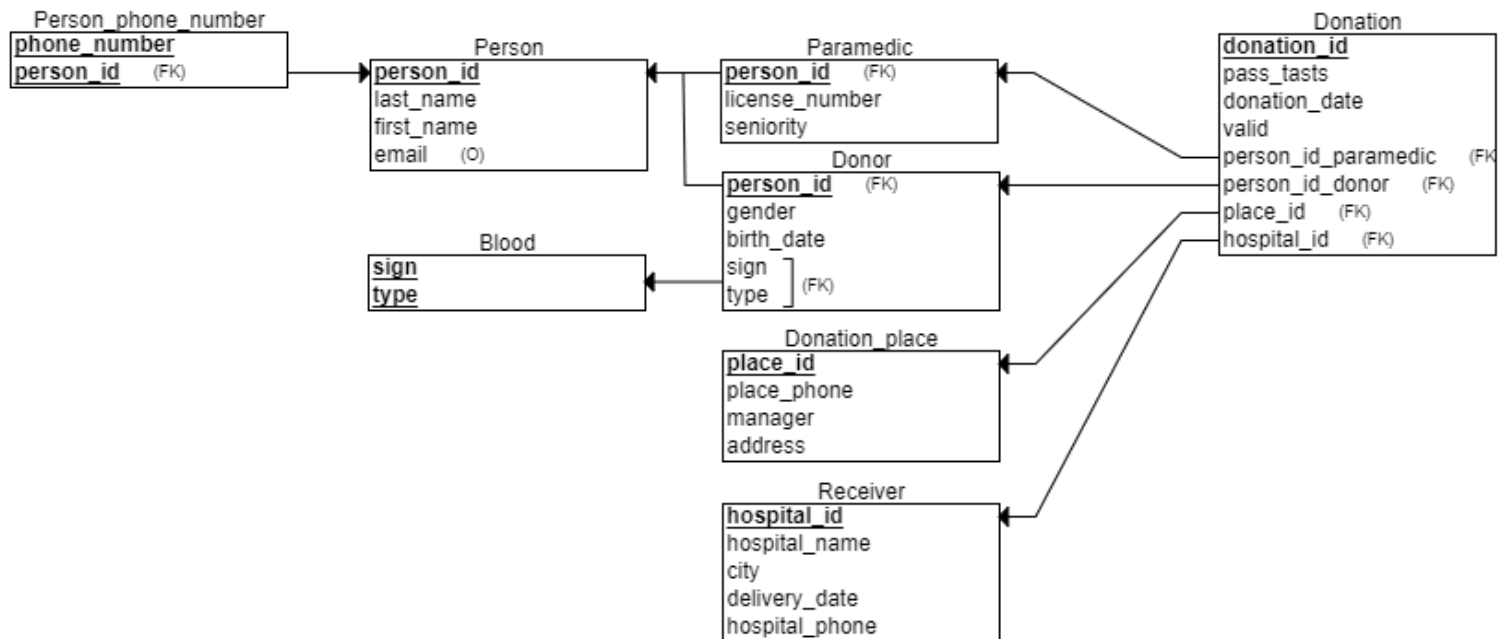 Person_phone_number
phone_number
person_id (FK)
Person
person_id
last_name
first_name
email (O)
Blood
sign
type
Paramedic
person_id (FK)
license_number
seniority
Donor
person_id (FK)
gender
birth_date
sign
type (FK)
Donation_place
place_id
place_phone
manager
address
Receiver
hospital_id
hospital_name
city
delivery_date
hospital_phone
Donation
donation_id
pass_tasts
donation_date
valid
person_id_paramedic (FK
person_id_donor (FK)
place_id (FK)
hospital_id (FK)